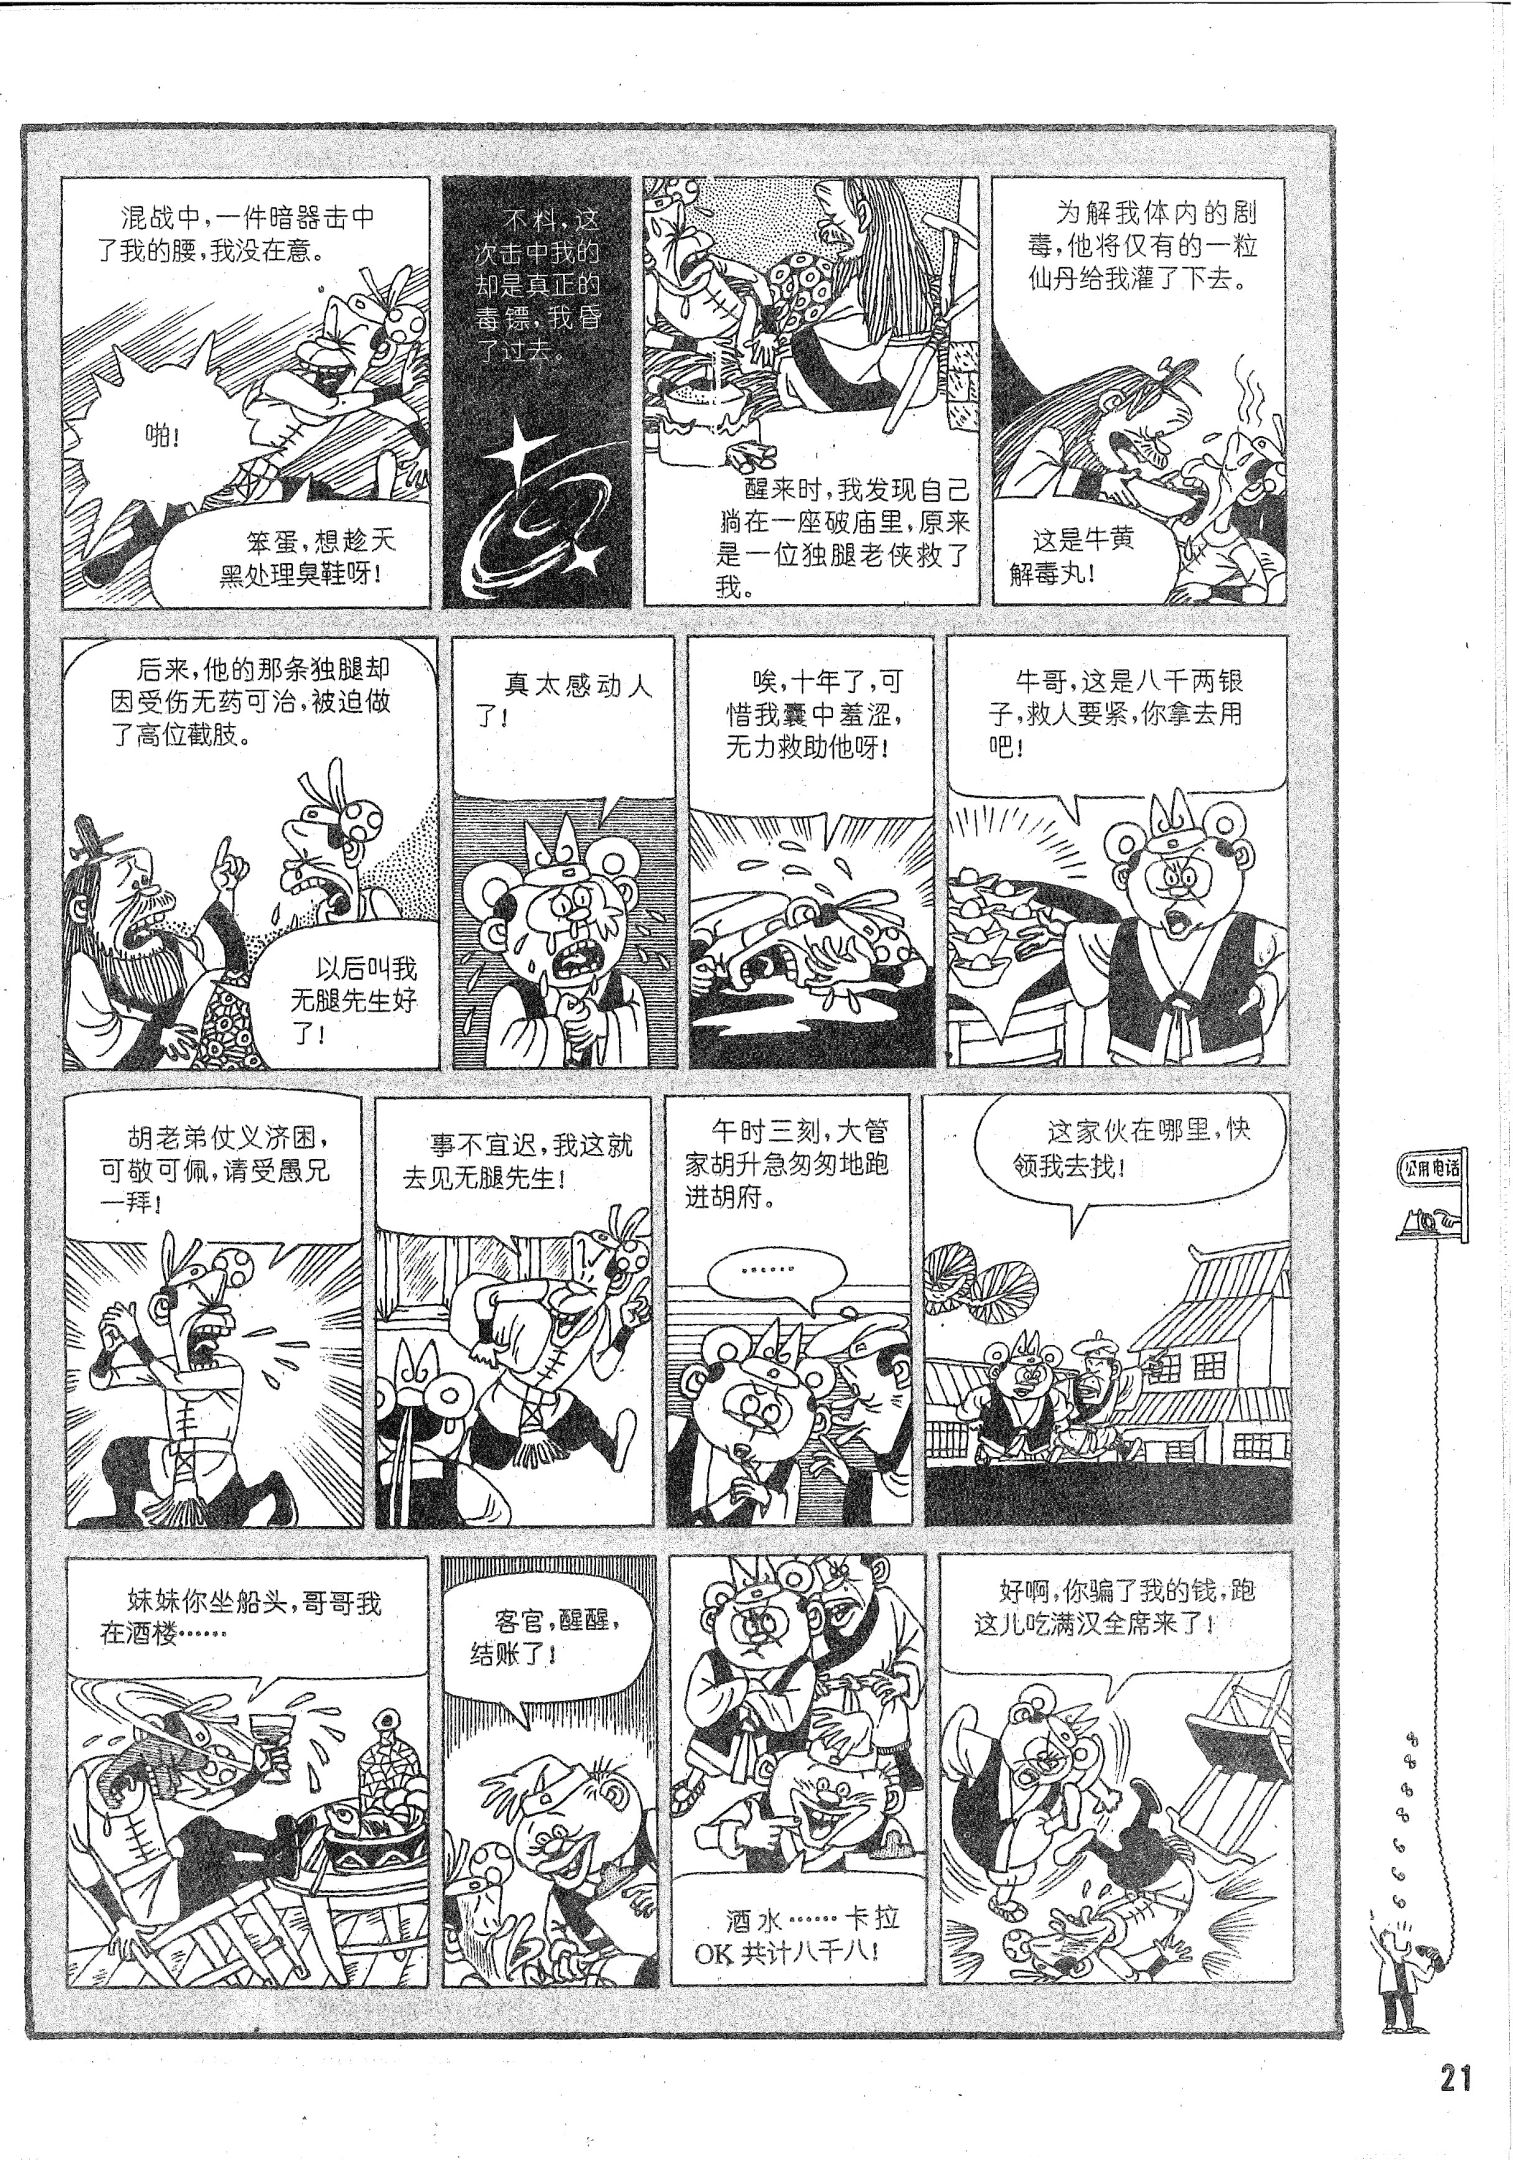 混战中，一件暗器击中
了我的腰，我没在意。
啪！
笨蛋，想趁天
黑处理臭鞋呀！
不料，这
次击中我的
却是真正的
毒镖，我昏
了过去。
醒来时，我发现自己
躺在一座破庙里，原来
是一位独腿老侠救了
我。
为解我体内的剧
毒，他将仅有的一粒
仙丹给我灌了下去。
这是牛黄
解毒丸！
后来，他的那条独腿却
因受伤无药可治，被迫做
了高位截肢。
以后叫我
无腿先生好
了！
真太感动人
了！
唉，十年了，可
惜我囊中羞涩，
无力救助他呀！
牛哥，这是八千两银
子，救人要紧，你拿去用
吧！
胡老弟仗义济困，
可敬可佩，请受愚兄
一拜！
事不宜迟，我这就
去见无腿先生！
午时三刻，大管
家胡升急匆匆地跑
进胡府。
……
这家伙在哪里，快
领我去找！
妹妹你坐船头，哥哥我
在酒楼……
客官，醒醒，
结账了！
酒水……卡拉
OK共计八千八！
好啊，你骗了我的钱，跑
这儿吃满汉全席来了！
公用电话
21